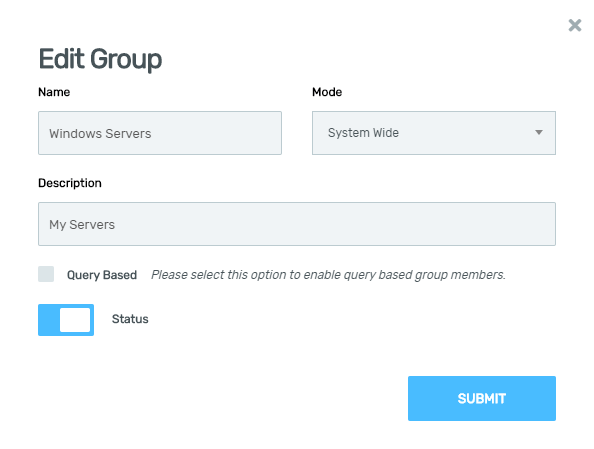 Edit Group
Name
Mode
Windows Servers
System Wide
Description
My Servers
Query Based Please select this option to enable query based group members.
Status
SUBMIT